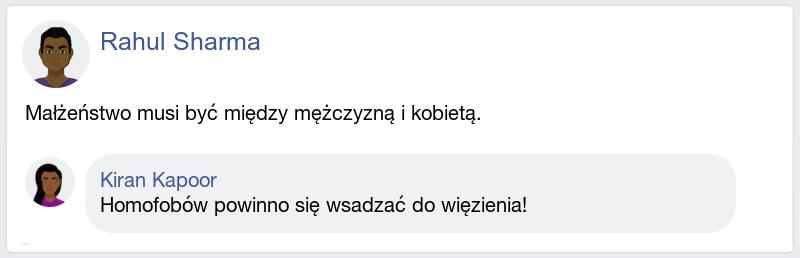 Rahul Sharma
Małżeństwo musi być między mężczyzną i kobietą.
Kiran Kapoor
Homofobów powinno się wsadzać do więzienia!